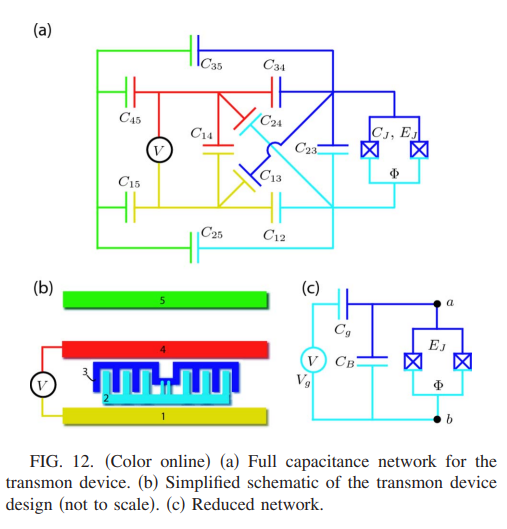 (a)
C35
C34
C45
C14
C24
V
C23
CJ, EJ
Φ
C15
C13
C25
C12
(b)
5
4
3
V
2
1
(c)
a
Cg
EJ
V
CB
Vg
Φ
b
FIG. 12. (Color online) (a) Full capacitance network for the
transmon device. (b) Simplified schematic of the transmon device
design (not to scale). (c) Reduced network.